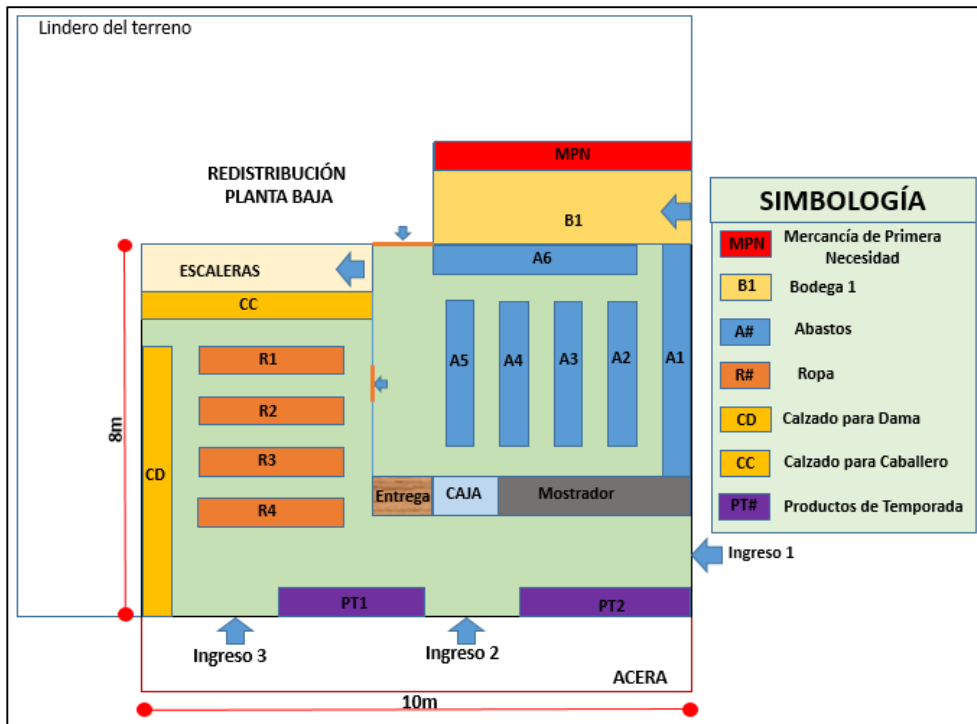 Lindero del terreno
REDISTRIBUCIÓN
PLANTA BAJA
MPN
B1
ESCALERAS
A6
CC
R1
R2
R3
R4
CD
A5
A4
A3
A2
A1
Entrega
CAJA
Mostrador
8m
PT1
PT2
Ingreso 1
Ingreso 3
Ingreso 2
ACERA
10m
SIMBOLOGÍA
MPN Mercancía de Primera
Necesidad
B1 Bodega 1
A# Abastos
R# Ropa
CD Calzado para Dama
CC Calzado para Caballero
PT# Productos de Temporada